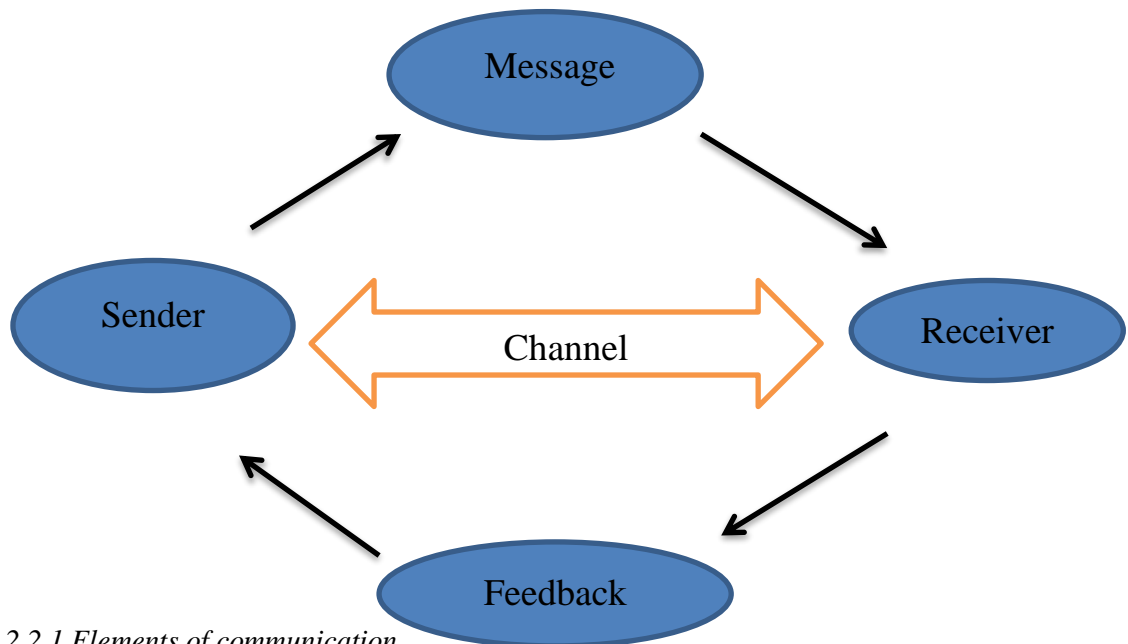 Message
Sender
Channel
Receiver
Feedback
2.2.1 Elements of communication